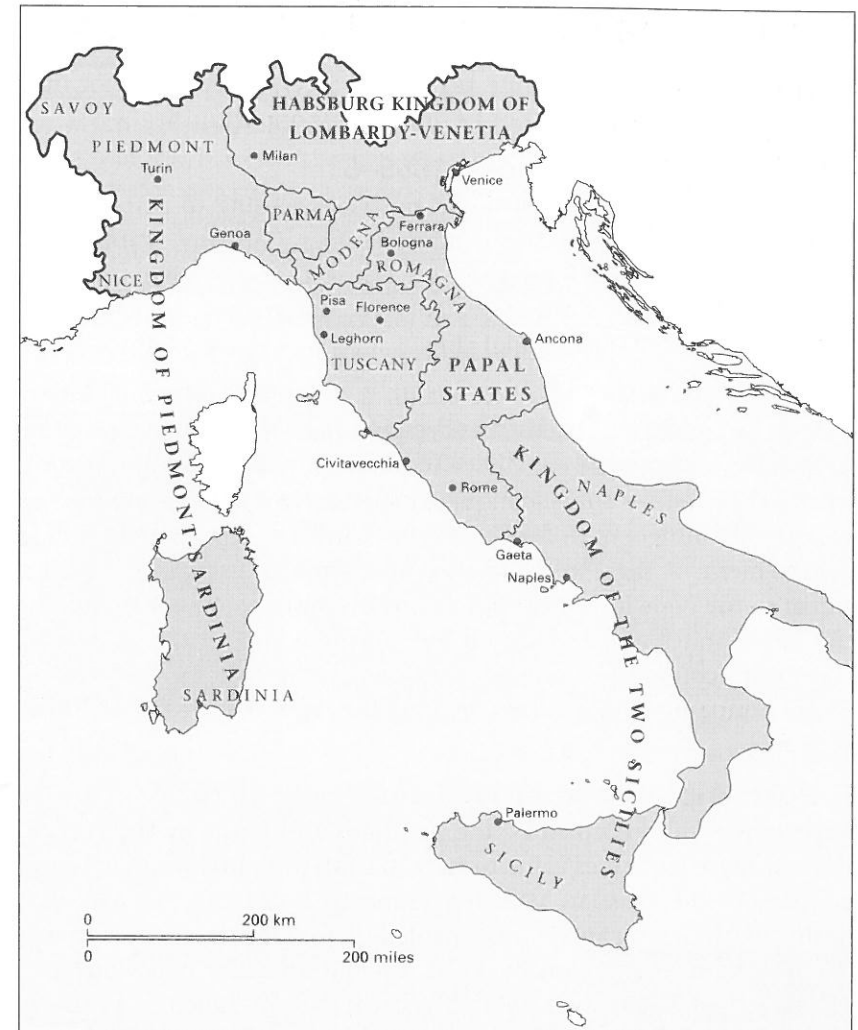 HABSBURG KINGDOM OF
LOMBARDY-VENETIA
SAVOY
PIEDMONT
Turin
Milan
Venice
PARMA
MODENA
Ferrara
Bologna
ROMAGNA
Genoa
NICE
KINGDOM OF PIEDMONT-SARDINIA
Pisa
Florence
Leghorn
TUSCANY
Ancona
PAPAL
STATES
Civitavecchia
Rome
KINGDOM OF THE TWO SICILIES
NAPLES
Gaeta
Naples
SARDINIA
Palermo
SICILY
0 200 km
0 200 miles